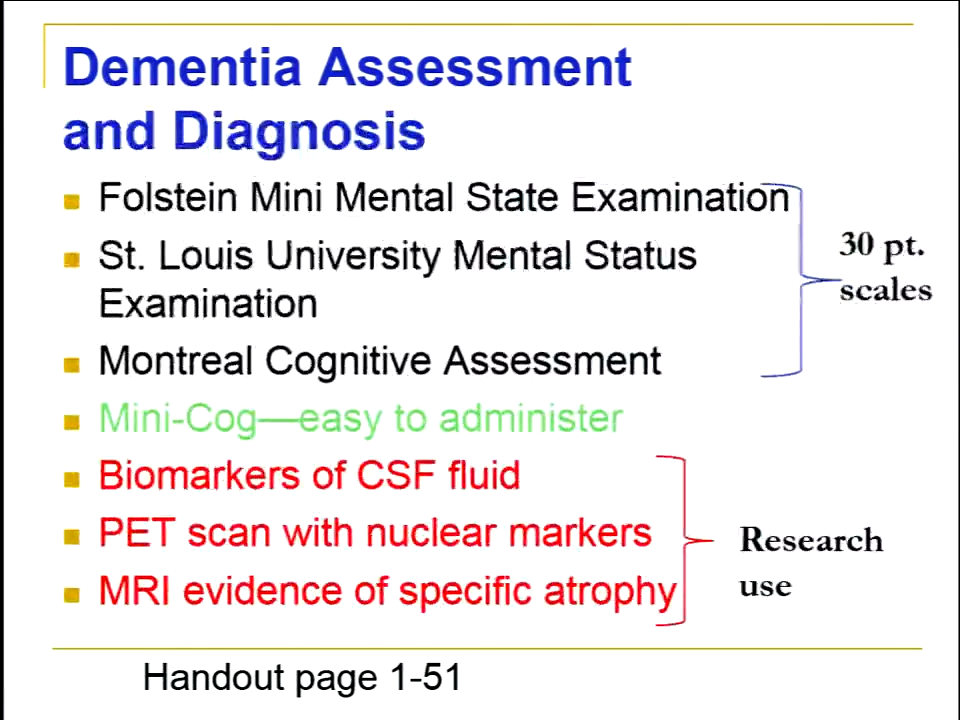 Dementia Assessment
and Diagnosis
Folstein Mini Mental State Examination
St. Louis University Mental Status
Examination
Montreal Cognitive Assessment
30 pt.
scales
Mini-Cog—easy to administer
Biomarkers of CSF fluid
PET scan with nuclear markers
MRI evidence of specific atrophy
Research
use
Handout page 1-51